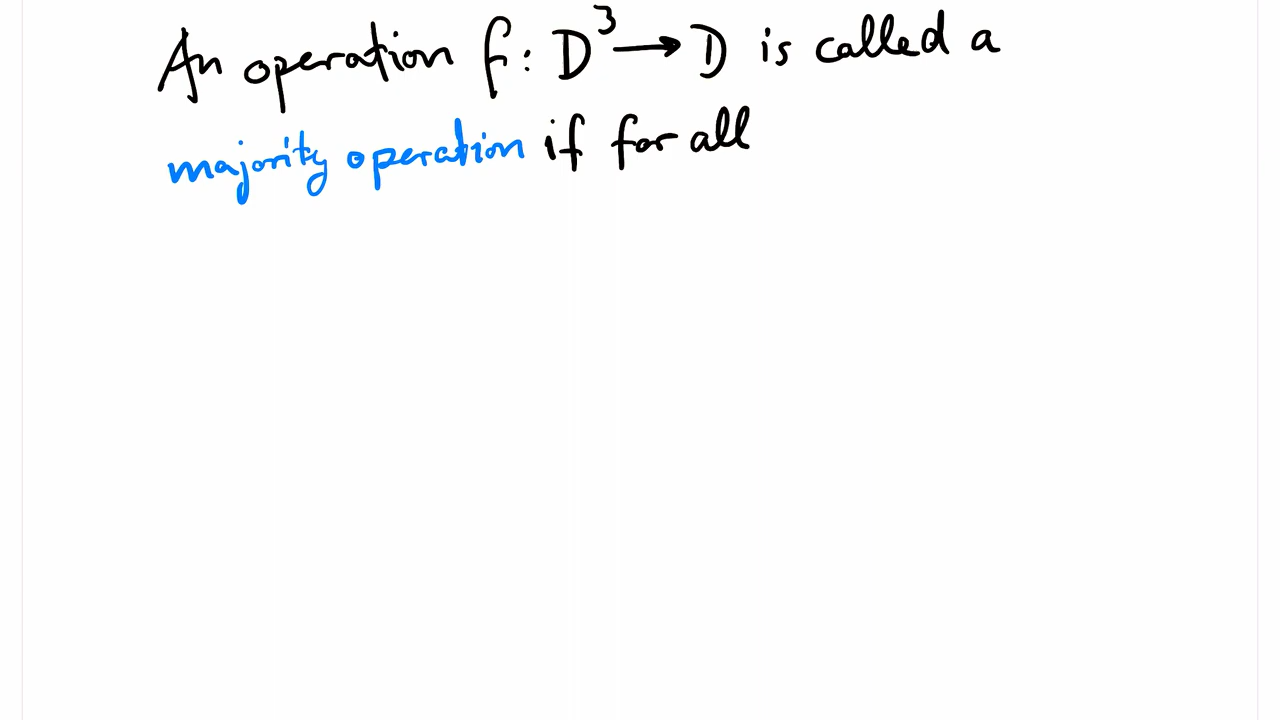 An operation f: D³ → D is called a
majority operation if for all